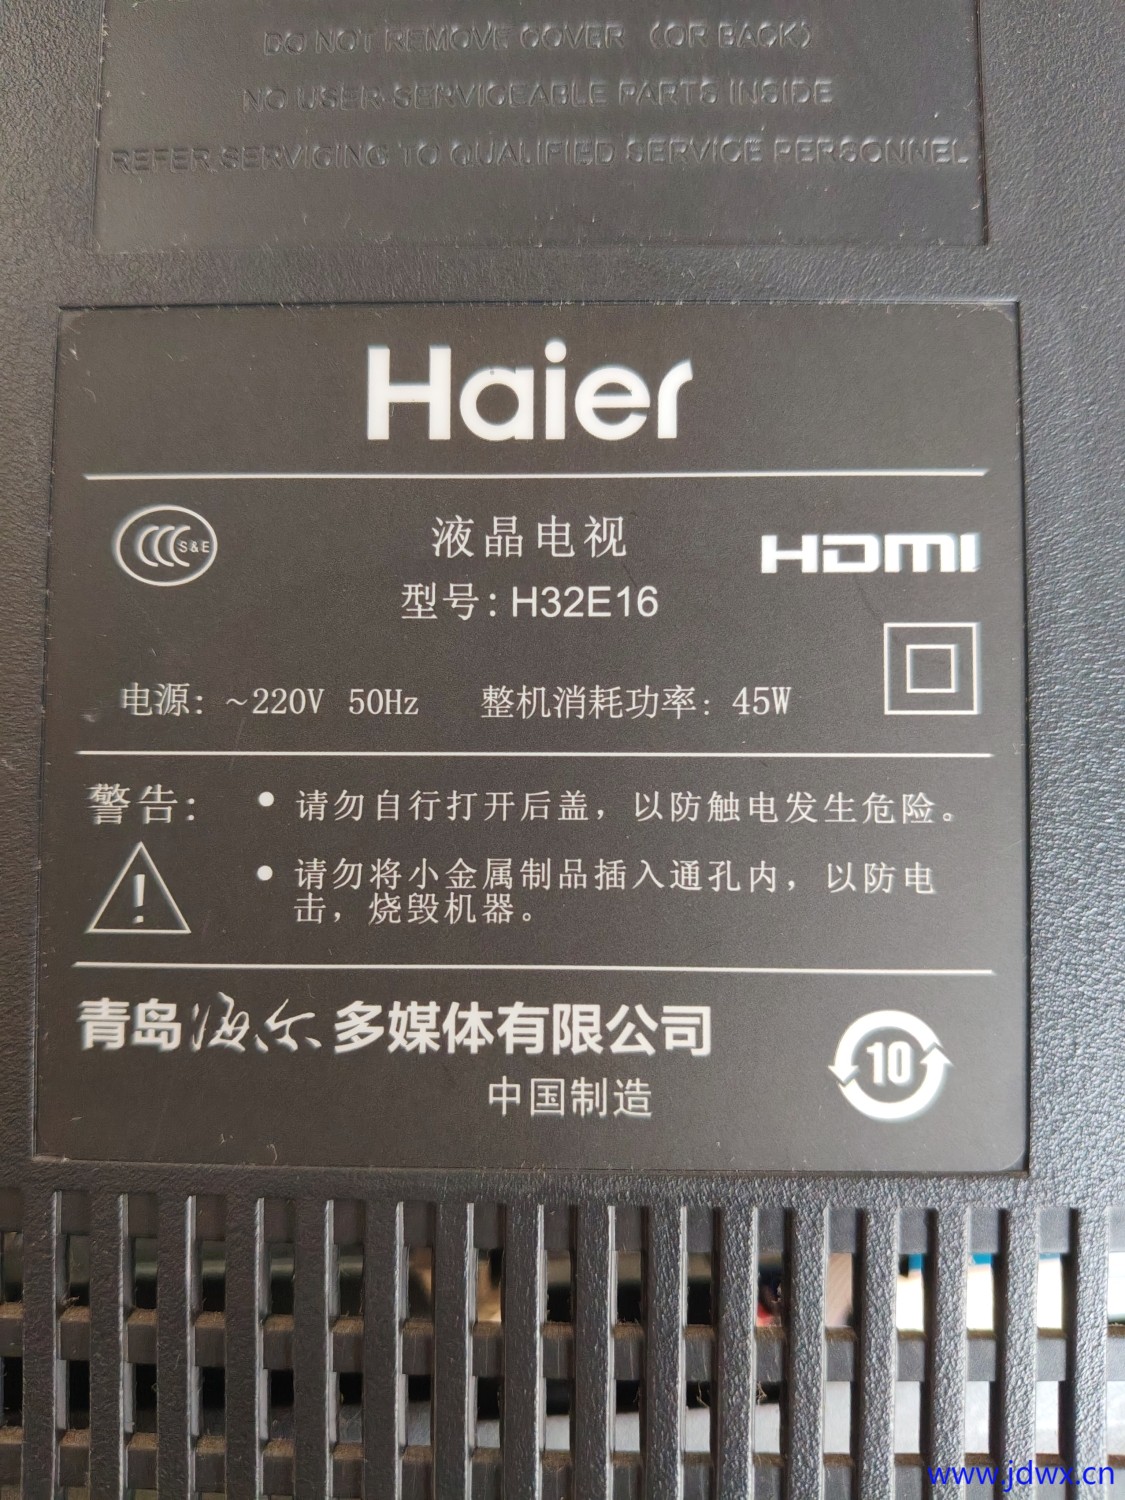 DO NOT REMOVE COVER (OR BACK)
NO USER-SERVICEABLE PARTS INSIDE
REFER SERVICING TO QUALIFIED SERVICE PERSONNEL
Haier
CCC S&E
液晶电视
HDMI
型号: H32E16
电源: ~220V 50Hz 整机消耗功率: 45W
警告: • 请勿自行打开后盖，以防触电发生危险。
! • 请勿将小金属制品插入通孔内，以防电
击，烧毁机器。
青岛海尔多媒体有限公司
10
中国制造
www.jdwx.cn